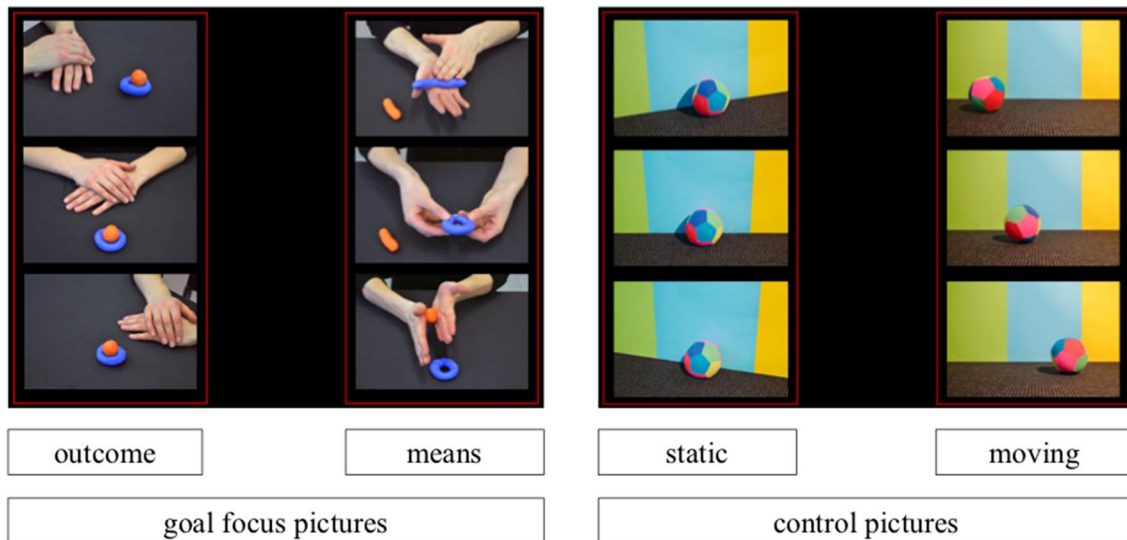 outcome
means
static
moving
goal focus pictures
control pictures